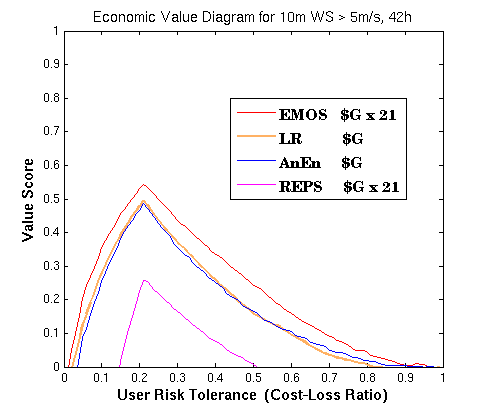 Economic Value Diagram for 10m WS > 5m/s, 42h
1
0.9
0.8
0.7
0.6
0.5
0.4
0.3
0.2
0.1
0
Value Score
EMOS $G x 21
LR $G
AnEn $G
REPS $G x 21
0 0.1 0.2 0.3 0.4 0.5 0.6 0.7 0.8 0.9 1
User Risk Tolerance (Cost-Loss Ratio)